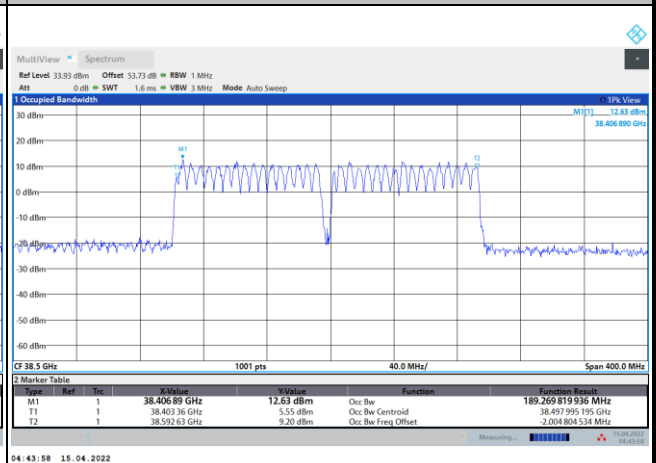 MultiView Spectrum
Ref Level 33.93 dBm Offset 53.73 dB RBW 1 MHz
Att 0 dB SWT 1.6 ms VBW 3 MHz Mode Auto Sweep
1 Occupied Bandwidth 1Pk View
M1[1] 12.63 dBm
38.406 890 GHz
30 dBm
20 dBm
M1
T1
T2
10 dBm
0 dBm
-10 dBm
-20 dBm
-30 dBm
-40 dBm
-50 dBm
-60 dBm
CF 38.5 GHz 1001 pts 40.0 MHz/ Span 400.0 MHz
2 Marker Table
Type Ref Trc X-Value Y-Value Function Function Result
M1 1 38.406 89 GHz 12.63 dBm Occ Bw 189.269 819 936 MHz
T1 1 38.403 36 GHz 5.55 dBm Occ Bw Centroid 38.497 995 195 GHz
T2 1 38.592 63 GHz 9.20 dBm Occ Bw Freq Offset -2.004 804 534 MHz
Measuring... 15.04.2022
04:43:58
04:43:58 15.04.2022